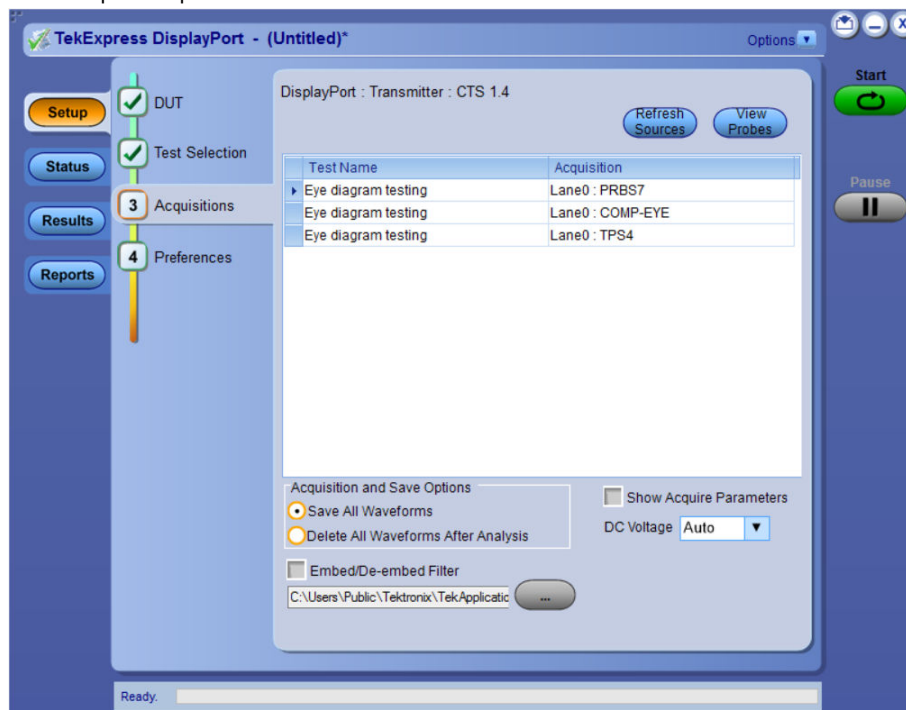 TekExpress DisplayPort - (Untitled)*
Options
Start
Pause
Setup
Status
Results
Reports
DUT
Test Selection
3 Acquisitions
4 Preferences
DisplayPort : Transmitter : CTS 1.4
Refresh Sources
View Probes
Test Name Acquisition
Eye diagram testing Lane0 : PRBS7
Eye diagram testing Lane0 : COMP-EYE
Eye diagram testing Lane0 : TPS4
Acquisition and Save Options
Save All Waveforms
Delete All Waveforms After Analysis
Show Acquire Parameters
DC Voltage Auto
Embed/De-embed Filter
C:\Users\Public\Tektronix\TekApplicatic
...
Ready.